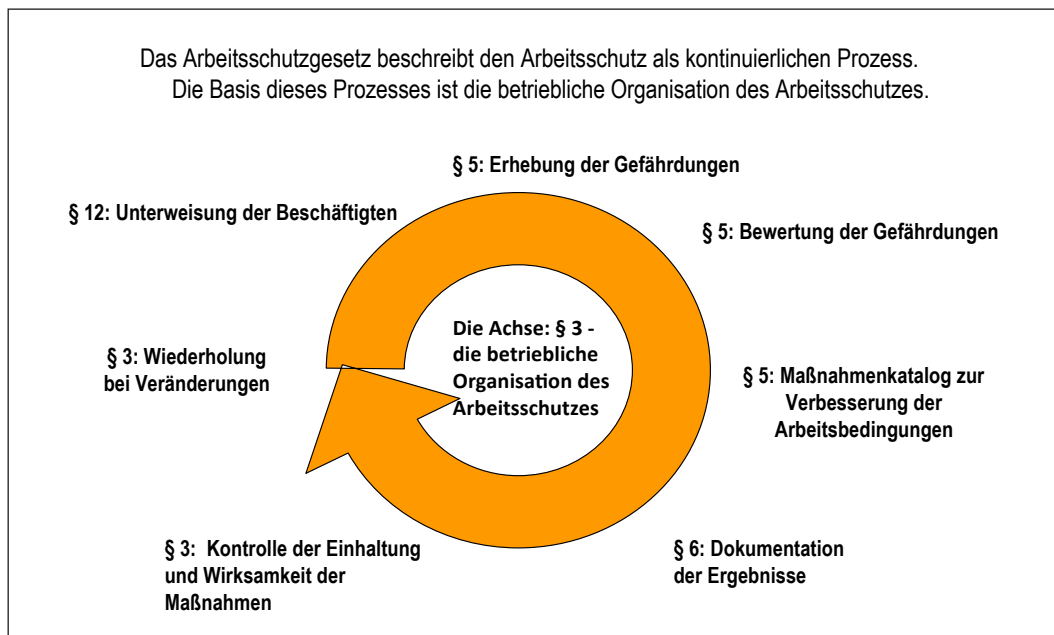 Das Arbeitsschutzgesetz beschreibt den Arbeitsschutz als kontinuierlichen Prozess.
Die Basis dieses Prozesses ist die betriebliche Organisation des Arbeitsschutzes.
§ 5: Erhebung der Gefährdungen
§ 12: Unterweisung der Beschäftigten
§ 5: Bewertung der Gefährdungen
Die Achse: § 3 -
die betriebliche
Organisation des
Arbeitsschutzes
§ 3: Wiederholung
bei Veränderungen
§ 5: Maßnahmenkatalog zur
Verbesserung der
Arbeitsbedingungen
§ 3: Kontrolle der Einhaltung
und Wirksamkeit der
Maßnahmen
§ 6: Dokumentation
der Ergebnisse